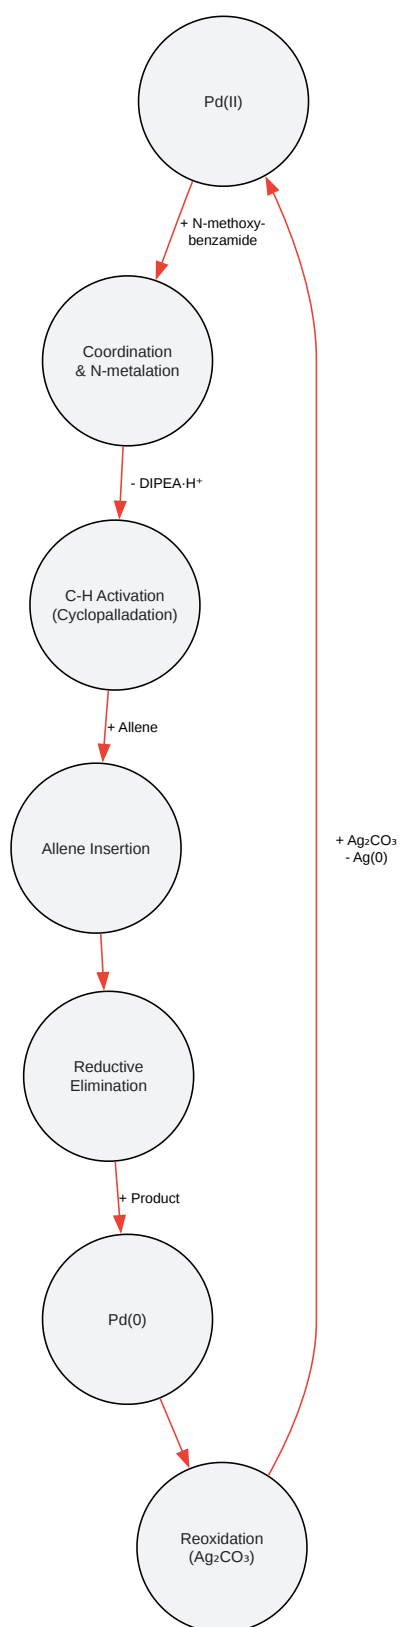 Pd(II)
+ N-methoxy-
benzamide
Coordination
& N-metalation
- DIPEA·H⁺
C-H Activation
(Cyclopalladation)
+ Allene
Allene Insertion
+ Ag₂CO₃
- Ag(0)
Reductive
Elimination
+ Product
Pd(0)
Reoxidation
(Ag₂CO₃)